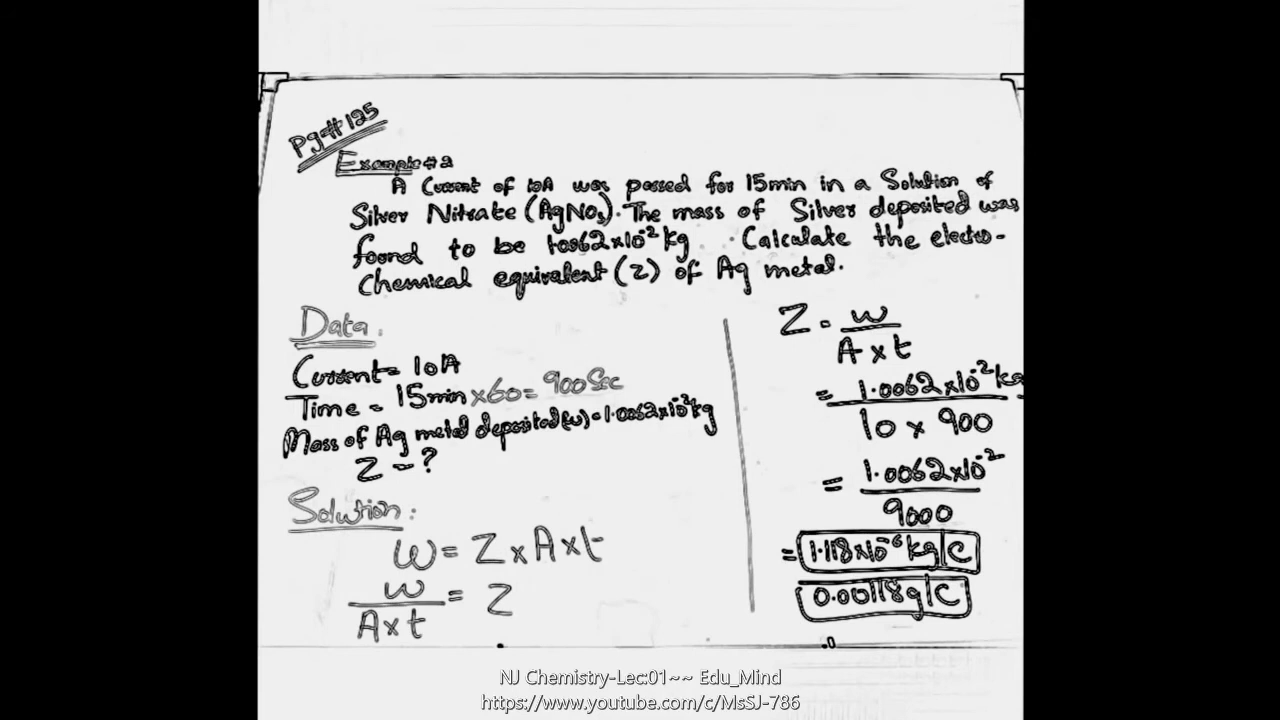 Pg# 125
Example # 2
A Current of 10A was passed for 15min in a Solution of
Silver Nitrate (AgNO3). The mass of Silver deposited was
found to be 1.0062x10⁻² kg . Calculate the electro-
Chemical equivalent (Z) of Ag metal.
Data.
Current = 10A
Time = 15min x 60 = 900 Sec
Mass of Ag metal deposited (w) = 1.0062x10⁻² kg
Z = ?
Solution:
W = Z x A x t
W
A x t
= Z
Z = W
A x t
= 1.0062x10⁻² kg
10 x 900
= 1.0062x10⁻²
9000
= 1.118x10⁻⁶ kg/C
0.00118g/C
NJ Chemistry-Lec:01~~ Edu_Mind
https://www.youtube.com/c/MsSJ-786